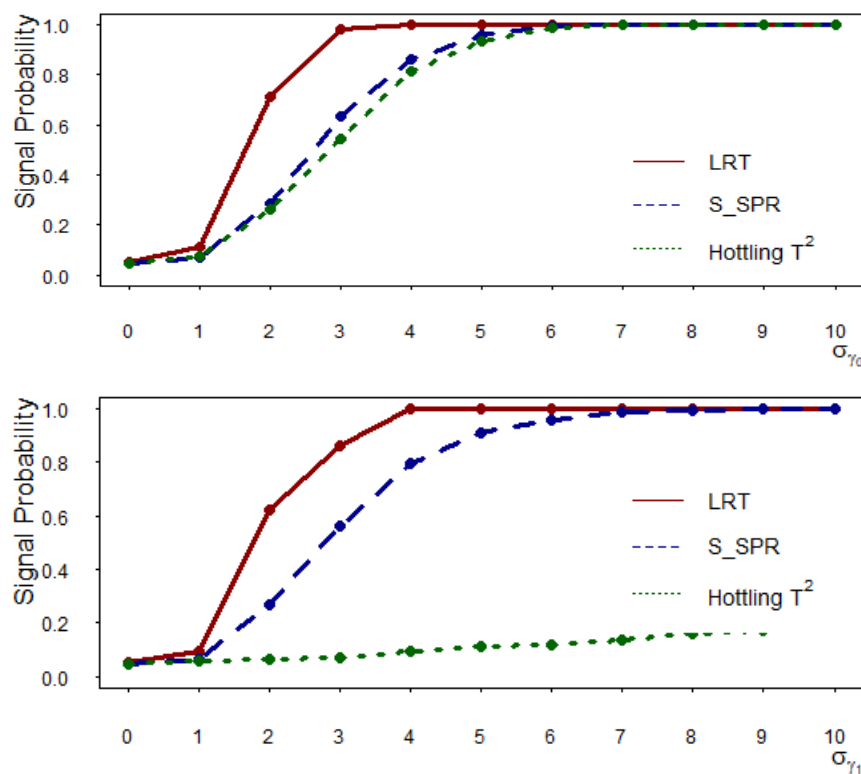 Signal Probability
1.0
0.8
0.6
0.4
0.2
0.0
LRT
S_SPR
Hottling T²
0 1 2 3 4 5 6 7 8 9 10
σγ₀
Signal Probability
1.0
0.8
0.6
0.4
0.2
0.0
LRT
S_SPR
Hottling T²
0 1 2 3 4 5 6 7 8 9 10
σγ₁